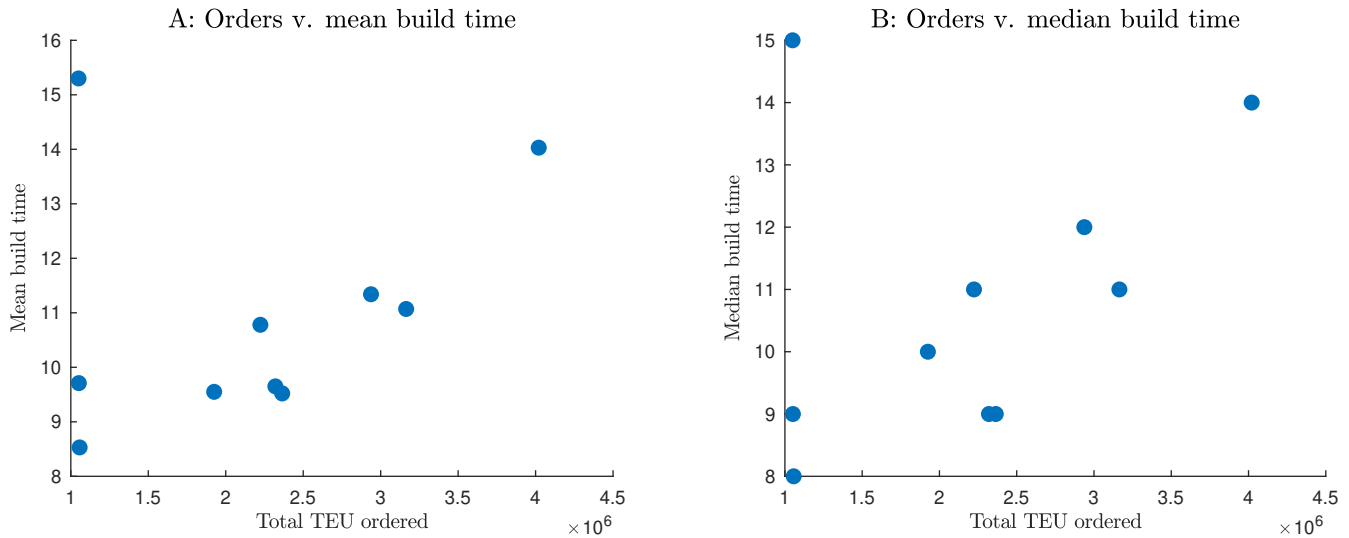 A: Orders v. mean build time
16
15
14
13
12
11
10
9
8
Mean build time
1 1.5 2 2.5 3 3.5 4 4.5
Total TEU ordered
×10^6
B: Orders v. median build time
15
14
13
12
11
10
9
8
Median build time
1 1.5 2 2.5 3 3.5 4 4.5
Total TEU ordered
×10^6